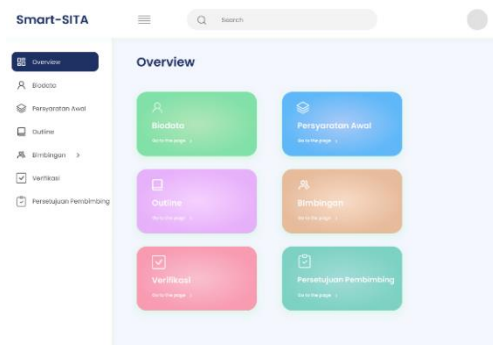 Smart-SITA
Search
Overview
Biodata
Persyaratan Awal
Outline
Bimbingan >
Verifikasi
Persetujuan Pembimbing
Overview
Biodata
Go to the page >
Persyaratan Awal
Go to the page >
Outline
Go to the page >
Bimbingan
Go to the page >
Verifikasi
Go to the page >
Persetujuan Pembimbing
Go to the page >